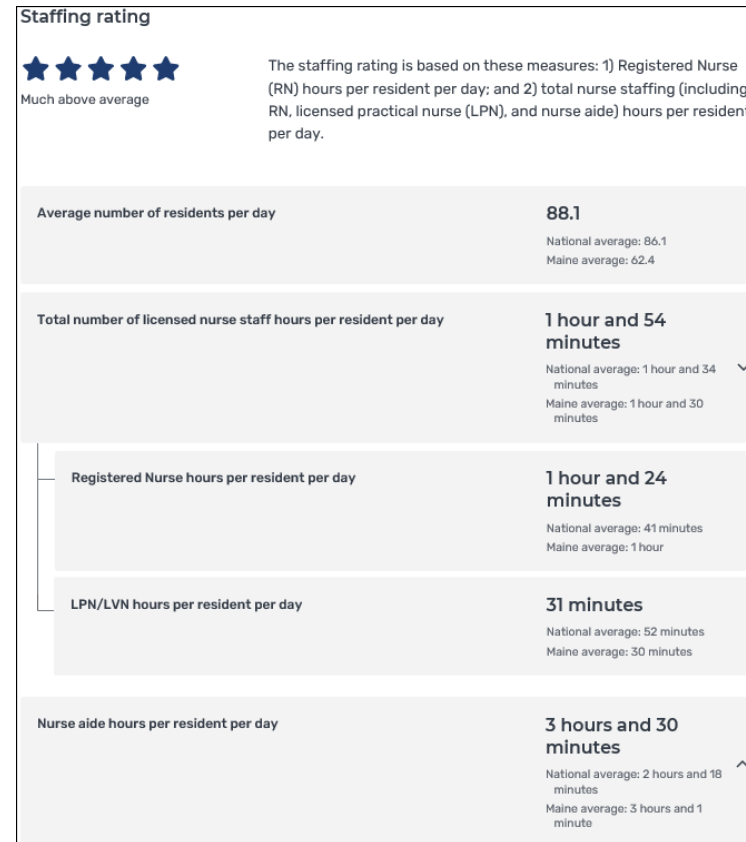 Staffing rating
Much above average
The staffing rating is based on these measures: 1) Registered Nurse
(RN) hours per resident per day; and 2) total nurse staffing (including
RN, licensed practical nurse (LPN), and nurse aide) hours per resident
per day.
Average number of residents per day
88.1
National average: 86.1
Maine average: 62.4
Total number of licensed nurse staff hours per resident per day
1 hour and 54
minutes
National average: 1 hour and 34
minutes
Maine average: 1 hour and 30
minutes
Registered Nurse hours per resident per day
1 hour and 24
minutes
National average: 41 minutes
Maine average: 1 hour
LPN/LVN hours per resident per day
31 minutes
National average: 52 minutes
Maine average: 30 minutes
Nurse aide hours per resident per day
3 hours and 30
minutes
National average: 2 hours and 18
minutes
Maine average: 3 hours and 1
minute